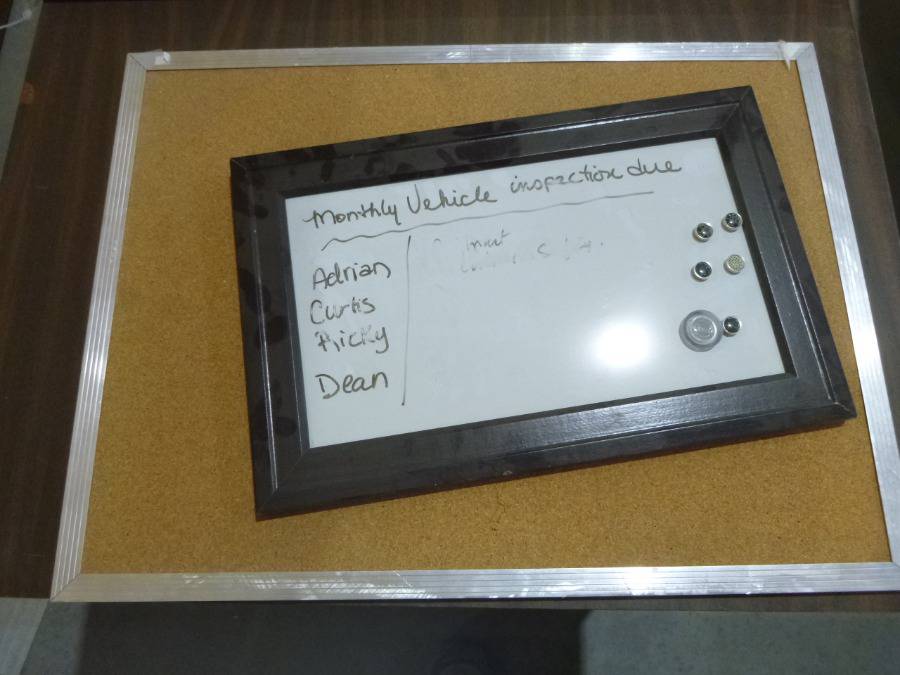 Monthly Vehicle inspection due
Adrian
Curtis
Ricky
Dean